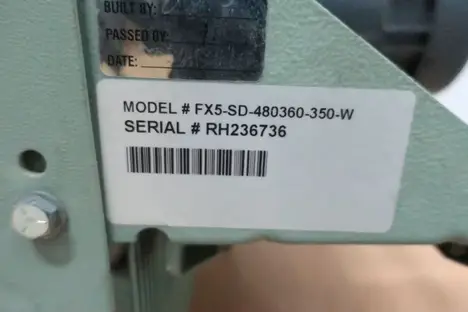 BUILT BY:
PASSED BY:
DATE:
MODEL # FX5-SD-480360-350-W
SERIAL # RH236736